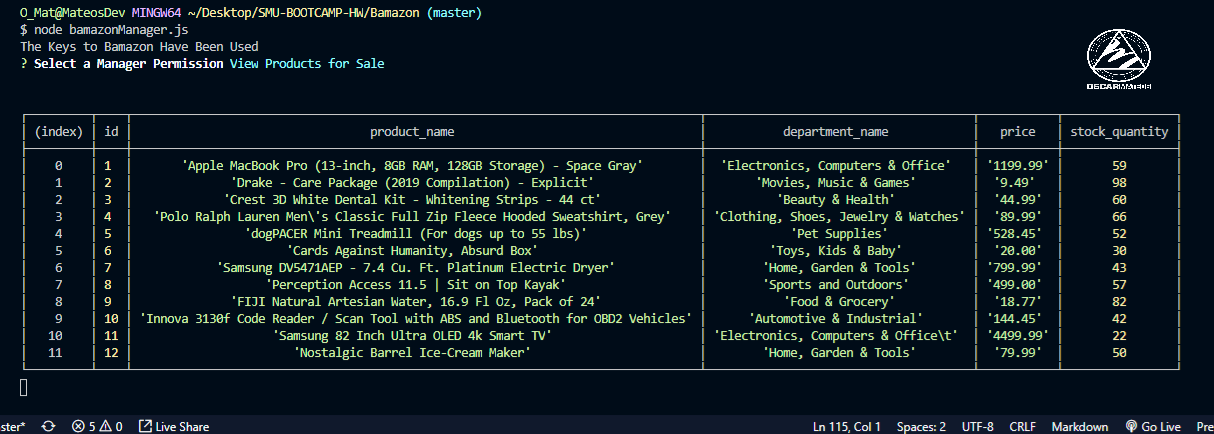 O_Mat@MateosDev MINGW64 ~/Desktop/SMU-BOOTCAMP-HW/Bamazon (master)
$ node bamazonManager.js
The Keys to Bamazon Have Been Used
? Select a Manager Permission View Products for Sale
OSCARMATEOS
(index) id product_name department_name price stock_quantity
0 1 'Apple MacBook Pro (13-inch, 8GB RAM, 128GB Storage) - Space Gray' 'Electronics, Computers & Office' '1199.99' 59
1 2 'Drake - Care Package (2019 Compilation) - Explicit' 'Movies, Music & Games' '9.49' 98
2 3 'Crest 3D White Dental Kit - Whitening Strips - 44 ct' 'Beauty & Health' '44.99' 60
3 4 'Polo Ralph Lauren Men\'s Classic Full Zip Fleece Hooded Sweatshirt, Grey' 'Clothing, Shoes, Jewelry & Watches' '89.99' 66
4 5 'dogPACER Mini Treadmill (For dogs up to 55 lbs)' 'Pet Supplies' '528.45' 52
5 6 'Cards Against Humanity, Absurd Box' 'Toys, Kids & Baby' '20.00' 30
6 7 'Samsung DV5471AEP - 7.4 Cu. Ft. Platinum Electric Dryer' 'Home, Garden & Tools' '799.99' 43
7 8 'Perception Access 11.5 | Sit on Top Kayak' 'Sports and Outdoors' '499.00' 57
8 9 'FIJI Natural Artesian Water, 16.9 Fl Oz, Pack of 24' 'Food & Grocery' '18.77' 82
9 10 'Innova 3130f Code Reader / Scan Tool with ABS and Bluetooth for OBD2 Vehicles' 'Automotive & Industrial' '144.45' 42
10 11 'Samsung 82 Inch Ultra OLED 4k Smart TV' 'Electronics, Computers & Office\t' '4499.99' 22
11 12 'Nostalgic Barrel Ice-Cream Maker' 'Home, Garden & Tools' '79.99' 50
ster* 5 0 Live Share Ln 115, Col 1 Spaces: 2 UTF-8 CRLF Markdown Go Live Pre